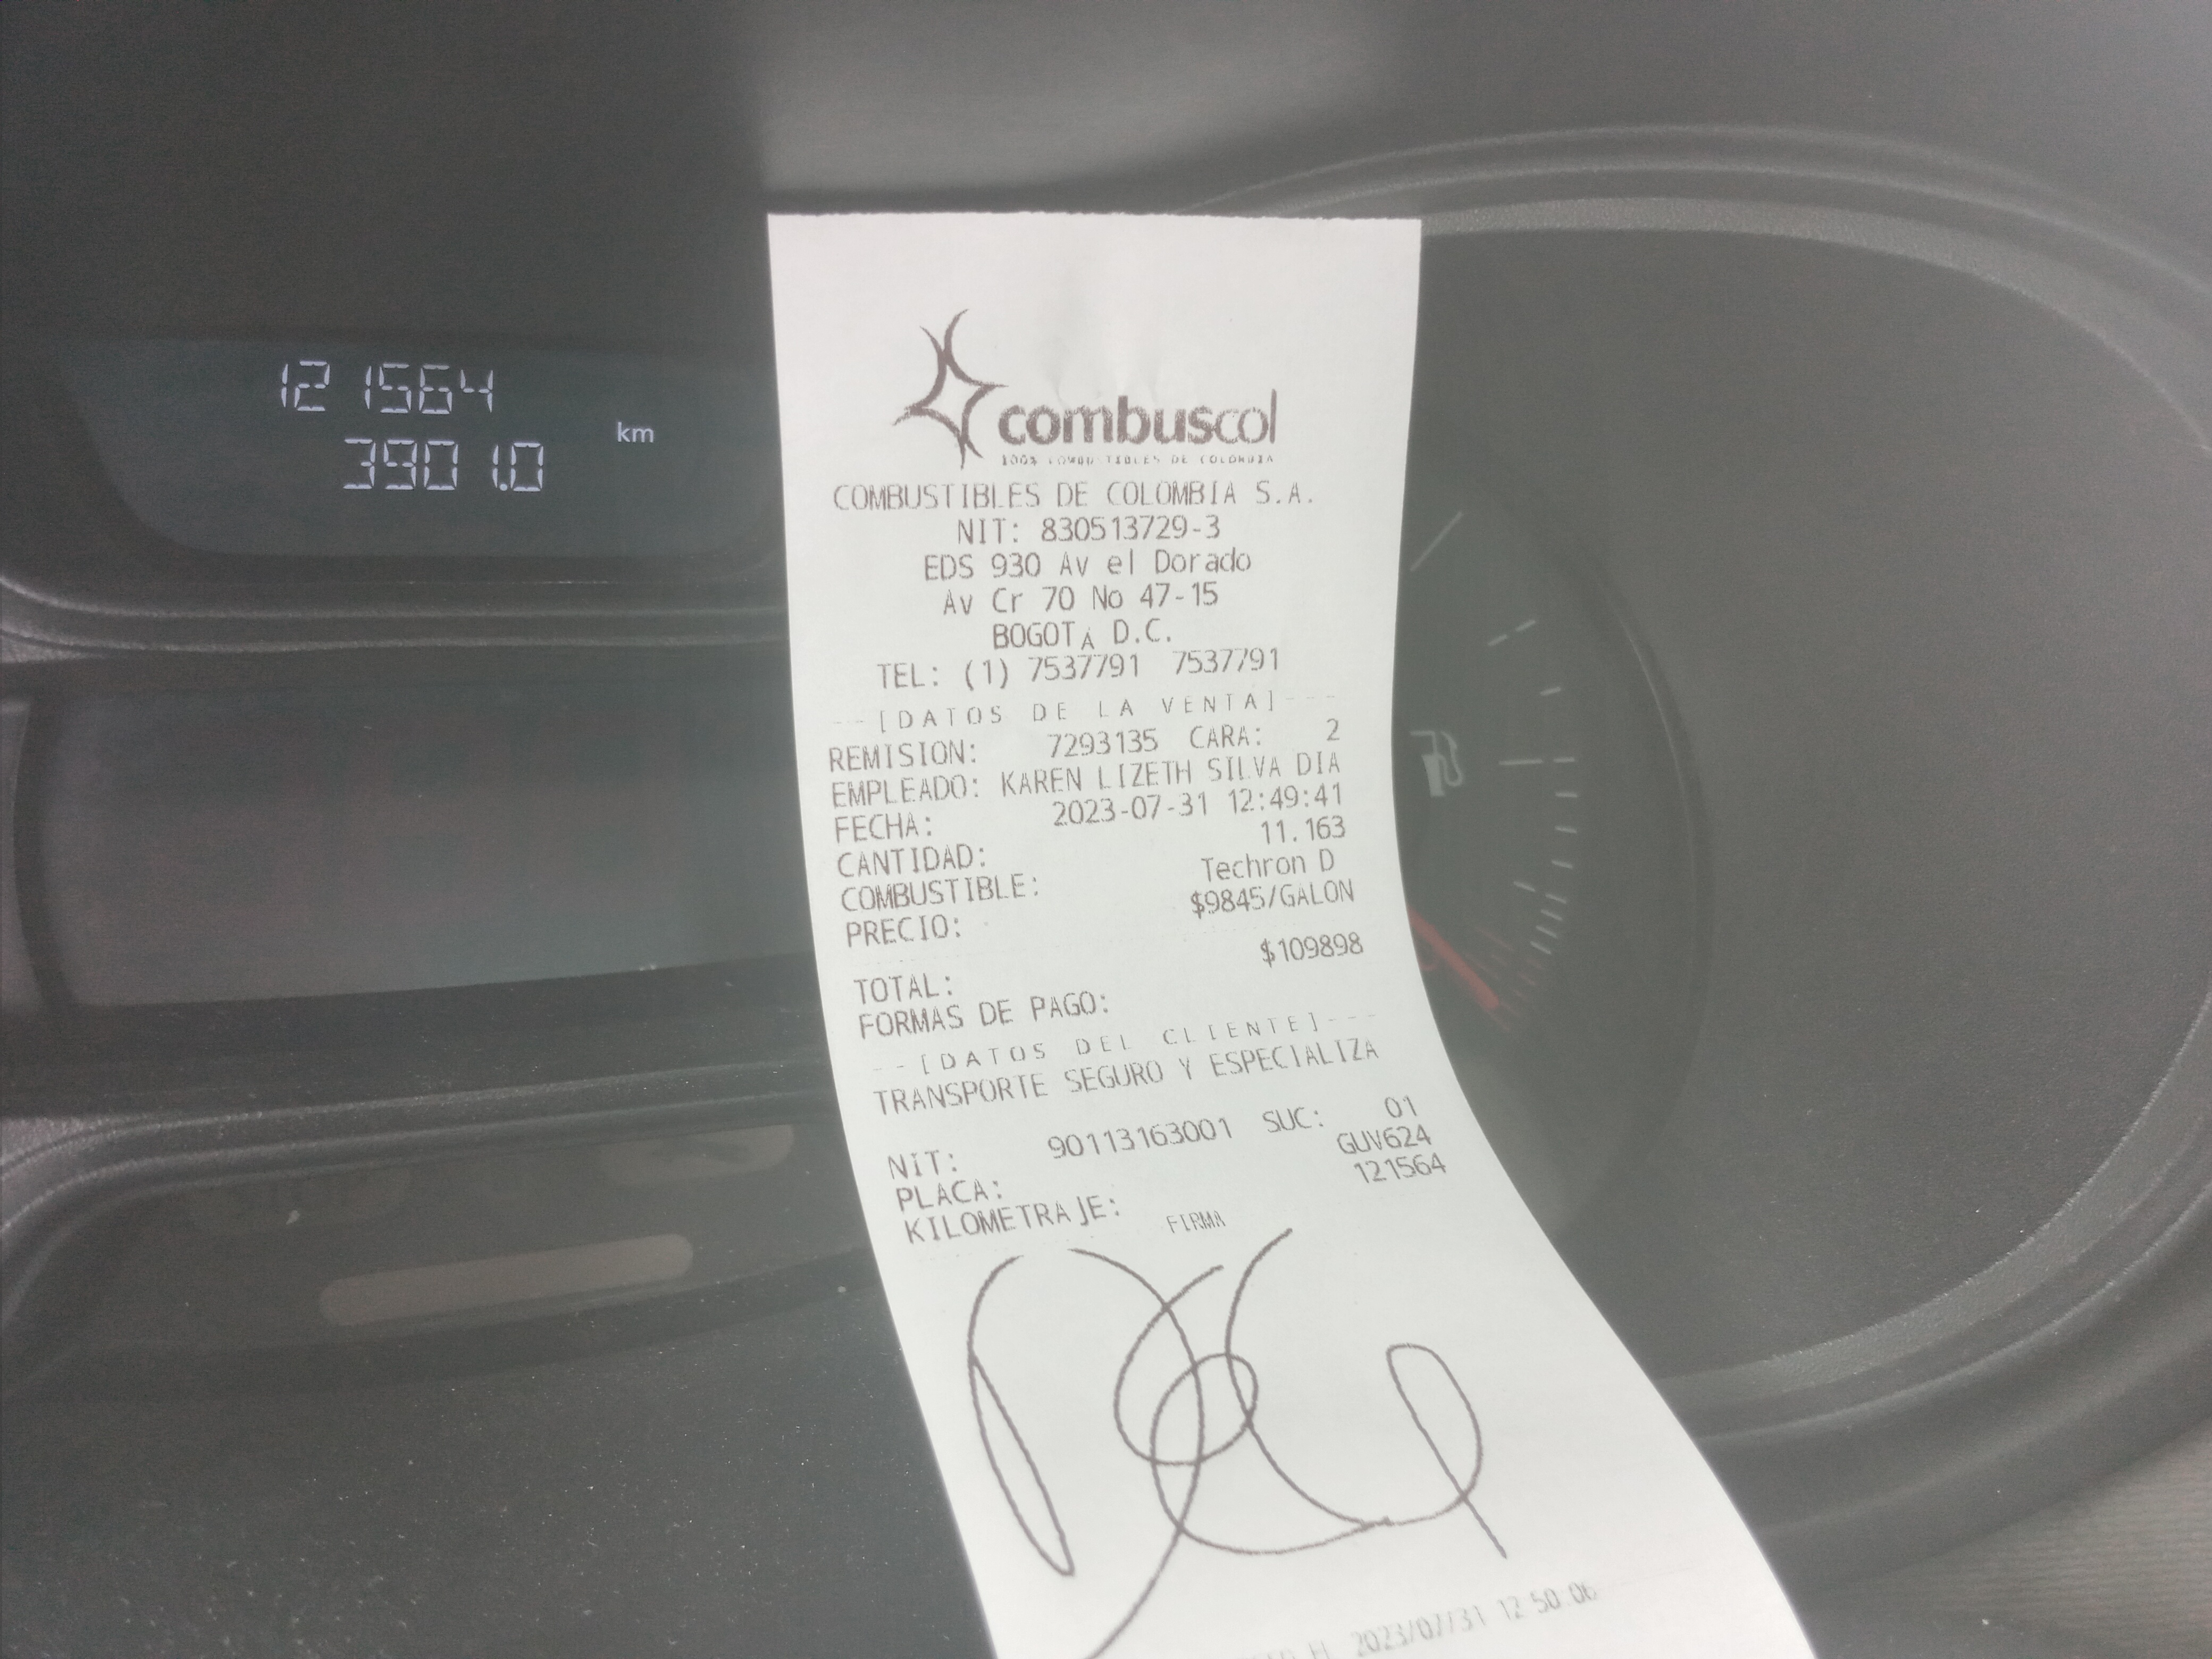 121564
3901.0
km
combuscol
100% COMBUSTIBLES DE COLOMBIA
COMBUSTIBLES DE COLOMBIA S.A.
NIT: 830513729-3
EDS 930 Av el Dorado
Av Cr 70 No 47-15
BOGOTÁ D.C.
TEL: (1) 7537791 7537791
--[DATOS DE LA VENTA]---
REMISION: 7293135 CARA: 2
EMPLEADO: KAREN LIZETH SILVA DIA
FECHA: 2023-07-31 12:49:41
CANTIDAD: 11.163
COMBUSTIBLE: Techron D
PRECIO: $9845/GALON
TOTAL: $109898
FORMAS DE PAGO:
--[DATOS DEL CLIENTE]---
TRANSPORTE SEGURO Y ESPECIALIZA
NIT: 90113163001 SUC: 01
PLACA: GUV624
KILOMETRAJE: 121564
FIRMA
EL 2023/07/31 12:50:06